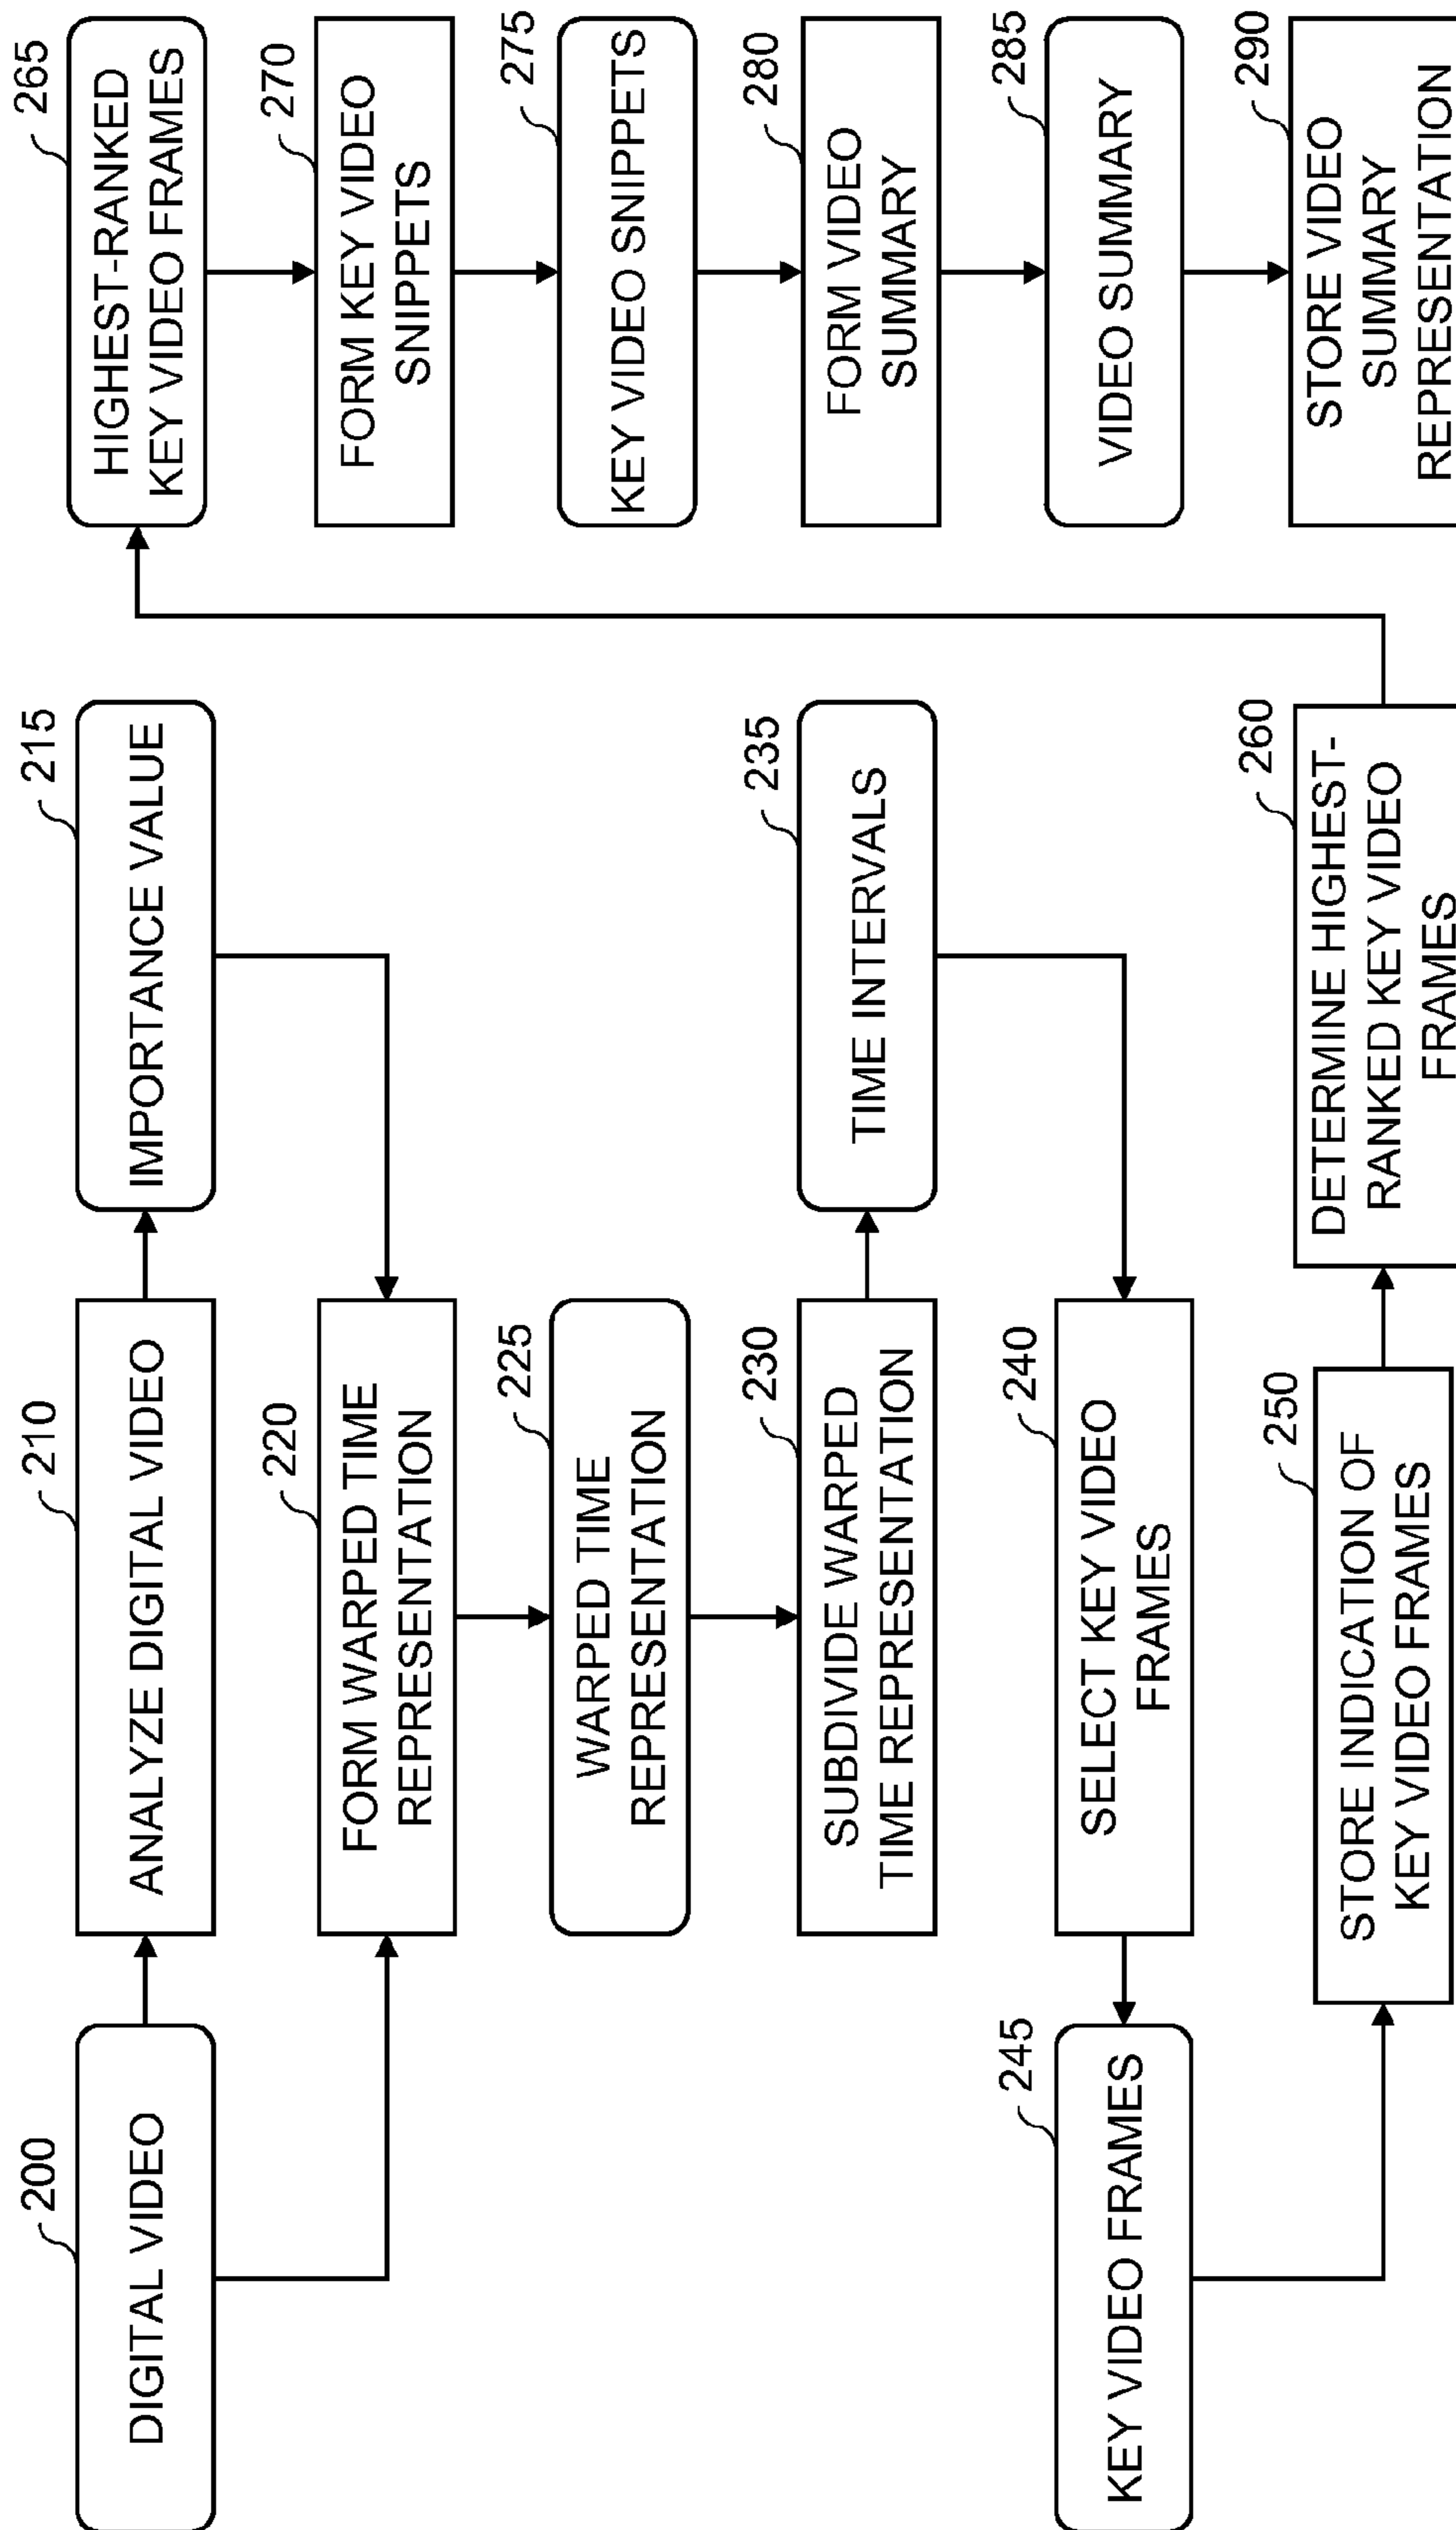 200
DIGITAL VIDEO
210
ANALYZE DIGITAL VIDEO
215
IMPORTANCE VALUE
220
FORM WARPED TIME
REPRESENTATION
225
WARPED TIME
REPRESENTATION
230
SUBDIVIDE WARPED
TIME REPRESENTATION
235
TIME INTERVALS
240
SELECT KEY VIDEO
FRAMES
245
KEY VIDEO FRAMES
250
STORE INDICATION OF
KEY VIDEO FRAMES
260
DETERMINE HIGHEST-
RANKED KEY VIDEO
FRAMES
265
HIGHEST-RANKED
KEY VIDEO FRAMES
270
FORM KEY VIDEO
SNIPPETS
275
KEY VIDEO SNIPPETS
280
FORM VIDEO
SUMMARY
285
VIDEO SUMMARY
290
STORE VIDEO
SUMMARY
REPRESENTATION